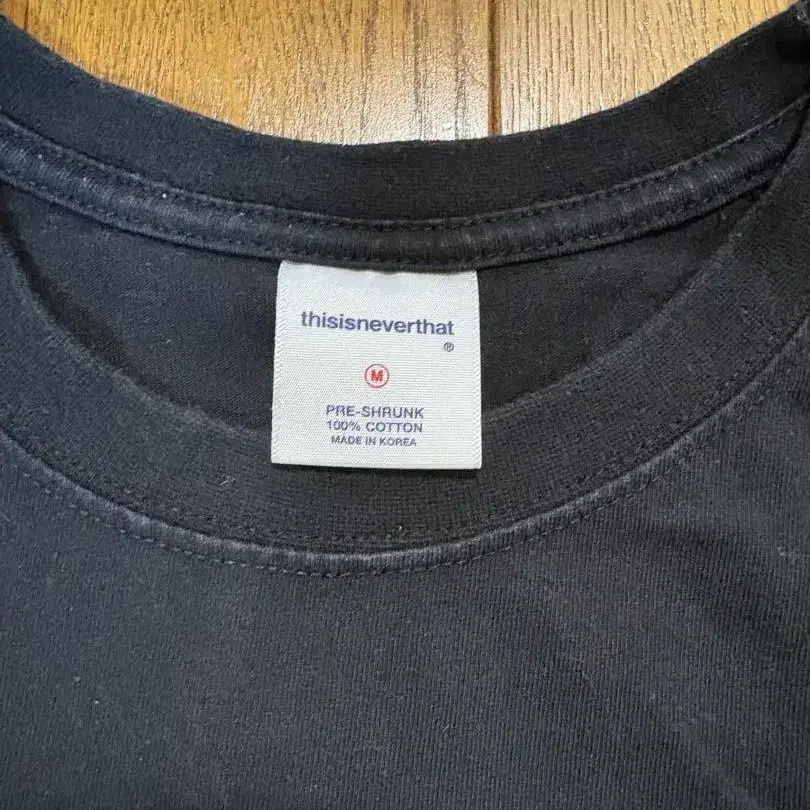 thisisneverthat
®
M
PRE-SHRUNK
100% COTTON
MADE IN KOREA